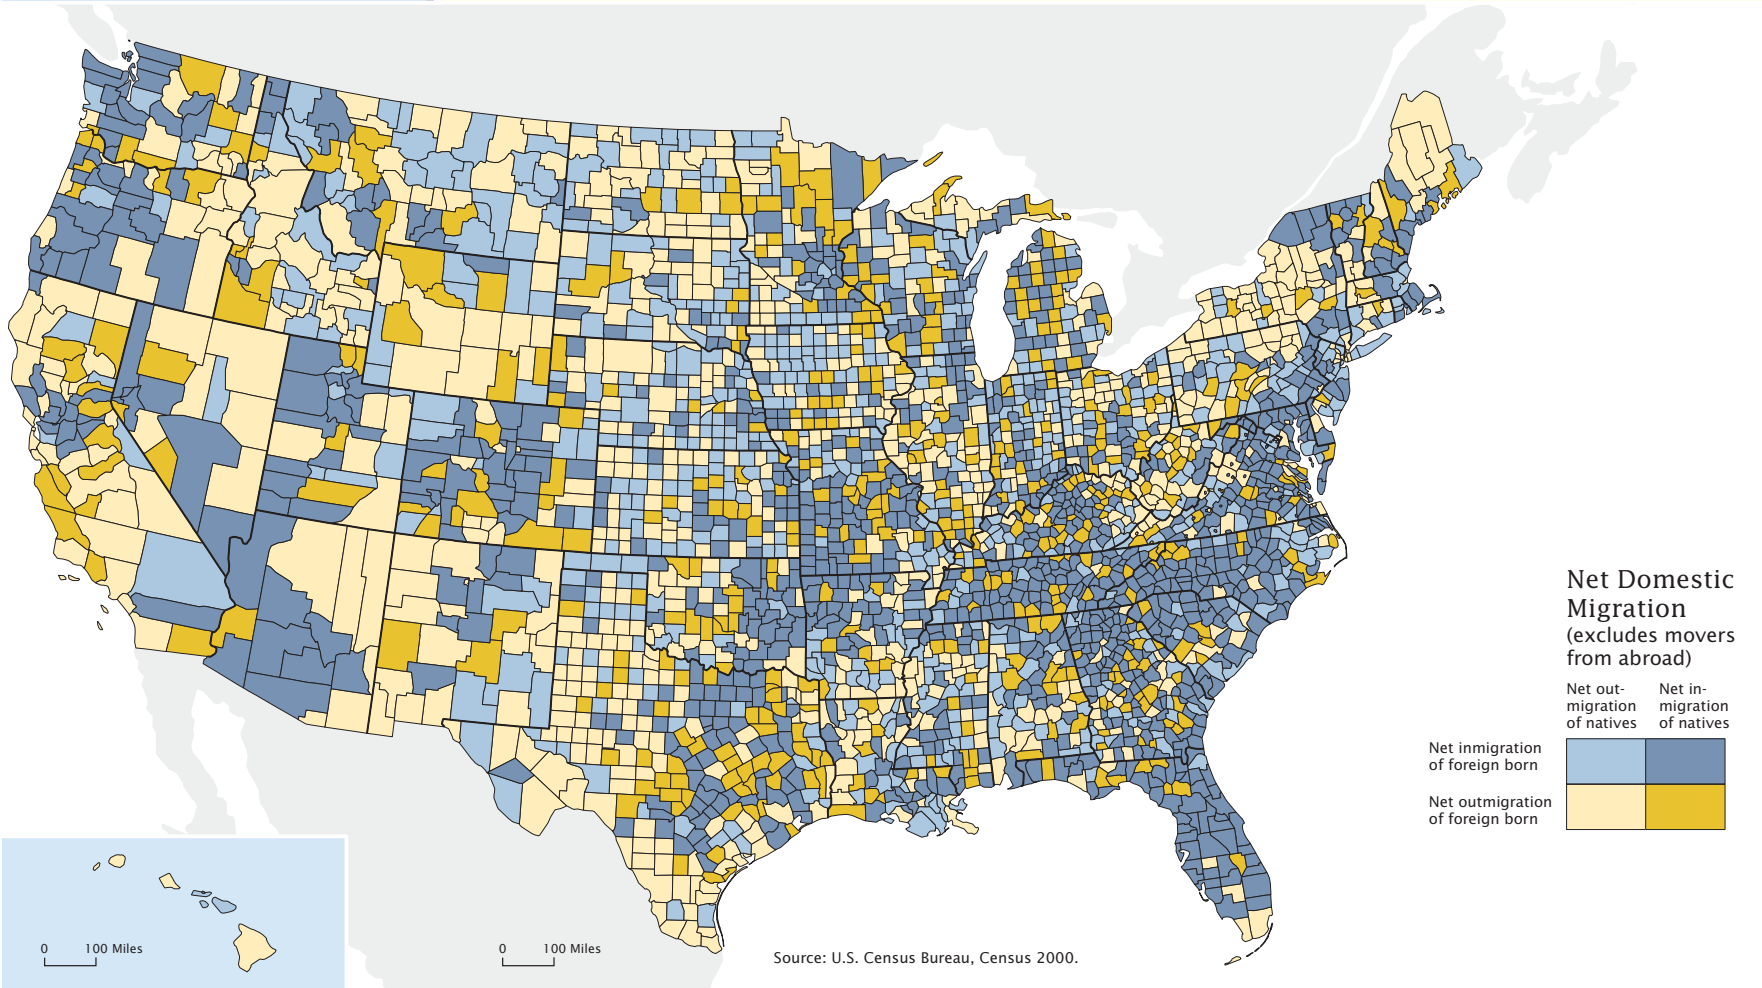 Net Domestic
Migration
(excludes movers
from abroad)
Net out-
migration
of natives
Net in-
migration
of natives
Net inmigration
of foreign born
Net outmigration
of foreign born
0 100 Miles
0 100 Miles
Source: U.S. Census Bureau, Census 2000.